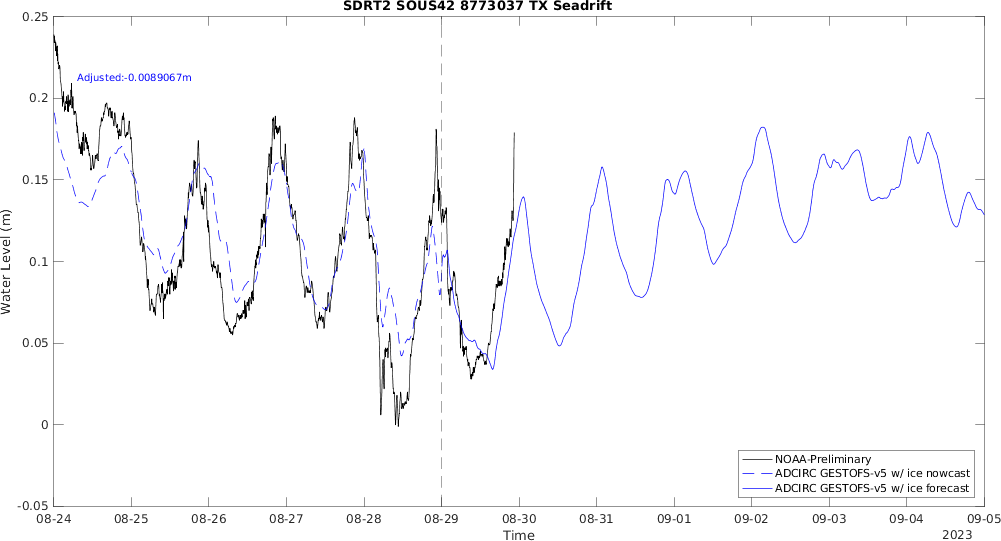 SDRT2 SOUS42 8773037 TX Seadrift
0.25
0.2
0.15
0.1
0.05
0
-0.05
Water Level (m)
Adjusted:-0.0089067m
NOAA-Preliminary
ADCIRC GESTOFS-v5 w/ ice nowcast
ADCIRC GESTOFS-v5 w/ ice forecast
08-24 08-25 08-26 08-27 08-28 08-29 08-30 08-31 09-01 09-02 09-03 09-04 09-05
Time
2023